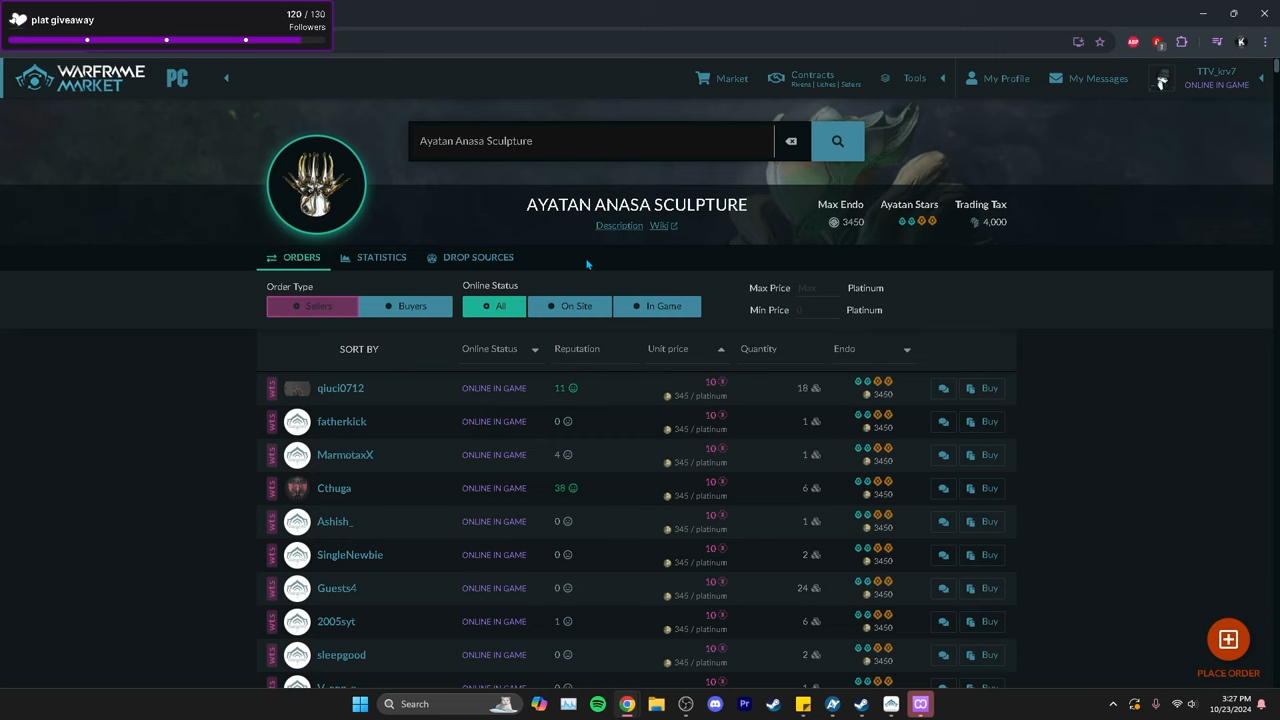 plat giveaway
120 / 130
Followers
WARFRAME
MARKET
PC
Market
Contracts
Rivens | Liches | Sisters
Tools
My Profile
My Messages
TTV_krv7
ONLINE IN GAME
Ayatan Anasa Sculpture
AYATAN ANASA SCULPTURE
Description Wiki
Max Endo
3450
Ayatan Stars
Trading Tax
4,000
ORDERS STATISTICS DROP SOURCES
Order Type
Sellers Buyers
Online Status
All On Site In Game
Max Price Max Platinum
Min Price 0 Platinum
SORT BY Online Status Reputation Unit price Quantity Endo
wts qiuci0712 ONLINE IN GAME 11 10 345 / platinum 18 3450 Buy
wts fatherkick ONLINE IN GAME 0 10 345 / platinum 1 3450 Buy
wts MarmotaxX ONLINE IN GAME 4 10 345 / platinum 1 3450 Buy
wts Cthuga ONLINE IN GAME 38 10 345 / platinum 6 3450 Buy
wts Ashish_ ONLINE IN GAME 0 10 345 / platinum 1 3450 Buy
wts SingleNewbie ONLINE IN GAME 0 10 345 / platinum 2 3450 Buy
wts Guests4 ONLINE IN GAME 0 10 345 / platinum 24 3450 Buy
wts 2005syt ONLINE IN GAME 1 10 345 / platinum 6 3450 Buy
wts sleepgood ONLINE IN GAME 0 10 345 / platinum 2 3450 Buy
PLACE ORDER
Search
3:27 PM
10/23/2024